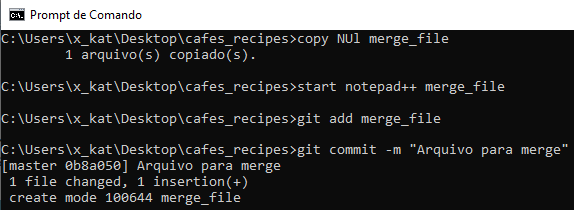 Prompt de Comando
C:\Users\x_kat\Desktop\cafes_recipes>copy NUl merge_file
        1 arquivo(s) copiado(s).
C:\Users\x_kat\Desktop\cafes_recipes>start notepad++ merge_file
C:\Users\x_kat\Desktop\cafes_recipes>git add merge_file
C:\Users\x_kat\Desktop\cafes_recipes>git commit -m "Arquivo para merge"
[master 0b8a050] Arquivo para merge
 1 file changed, 1 insertion(+)
 create mode 100644 merge_file